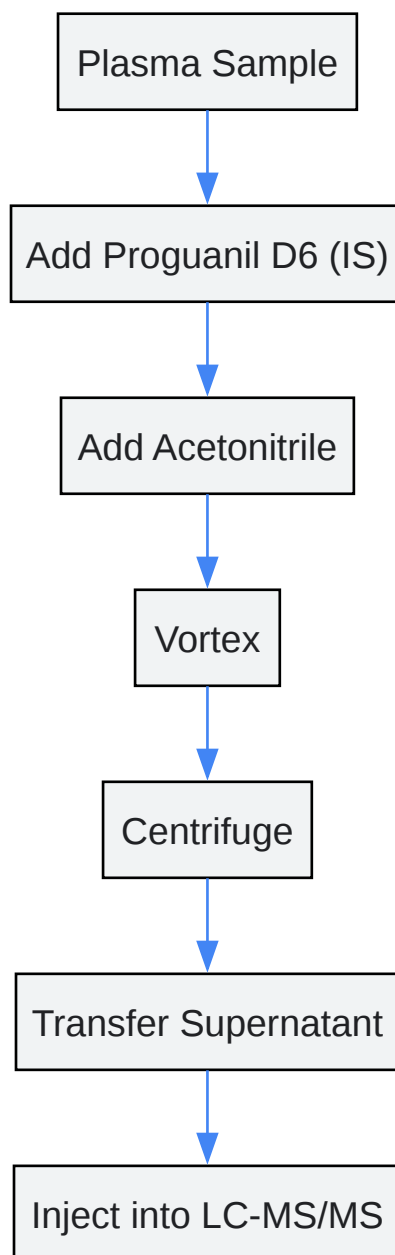 Plasma Sample
Add Proguanil D6 (IS)
Add Acetonitrile
Vortex
Centrifuge
Transfer Supernatant
Inject into LC-MS/MS